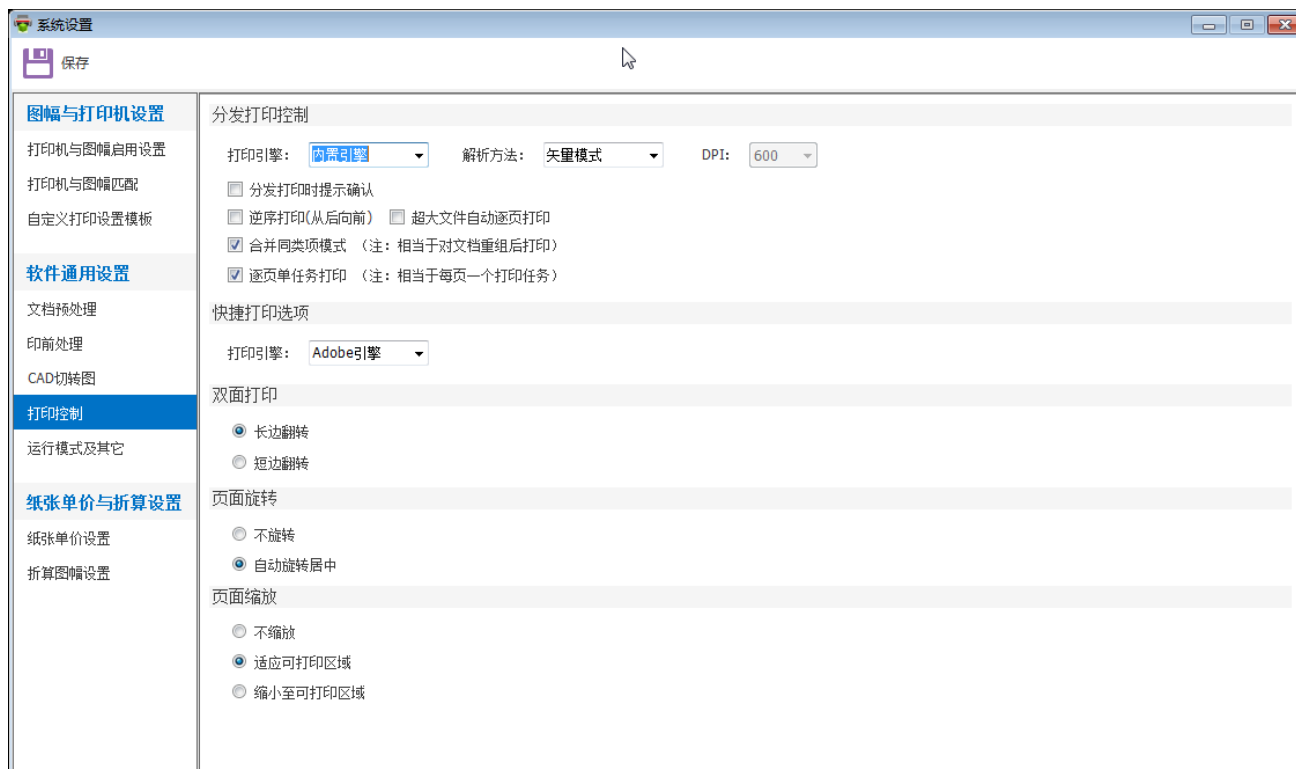 系统设置
保存
图幅与打印机设置
打印机与图幅启用设置
打印机与图幅匹配
自定义打印设置模板
软件通用设置
文档预处理
印前处理
CAD切转图
打印控制
运行模式及其它
纸张单价与折算设置
纸张单价设置
折算图幅设置
分发打印控制
打印引擎: 内置引擎 解析方法: 矢量模式 DPI: 600
分发打印时提示确认
逆序打印(从后向前) 超大文件自动逐页打印
合并同类项模式 (注: 相当于对文档重组后打印)
逐页单任务打印 (注: 相当于每页一个打印任务)
快捷打印选项
打印引擎: Adobe引擎
双面打印
长边翻转
短边翻转
页面旋转
不旋转
自动旋转居中
页面缩放
不缩放
适应可打印区域
缩小至可打印区域